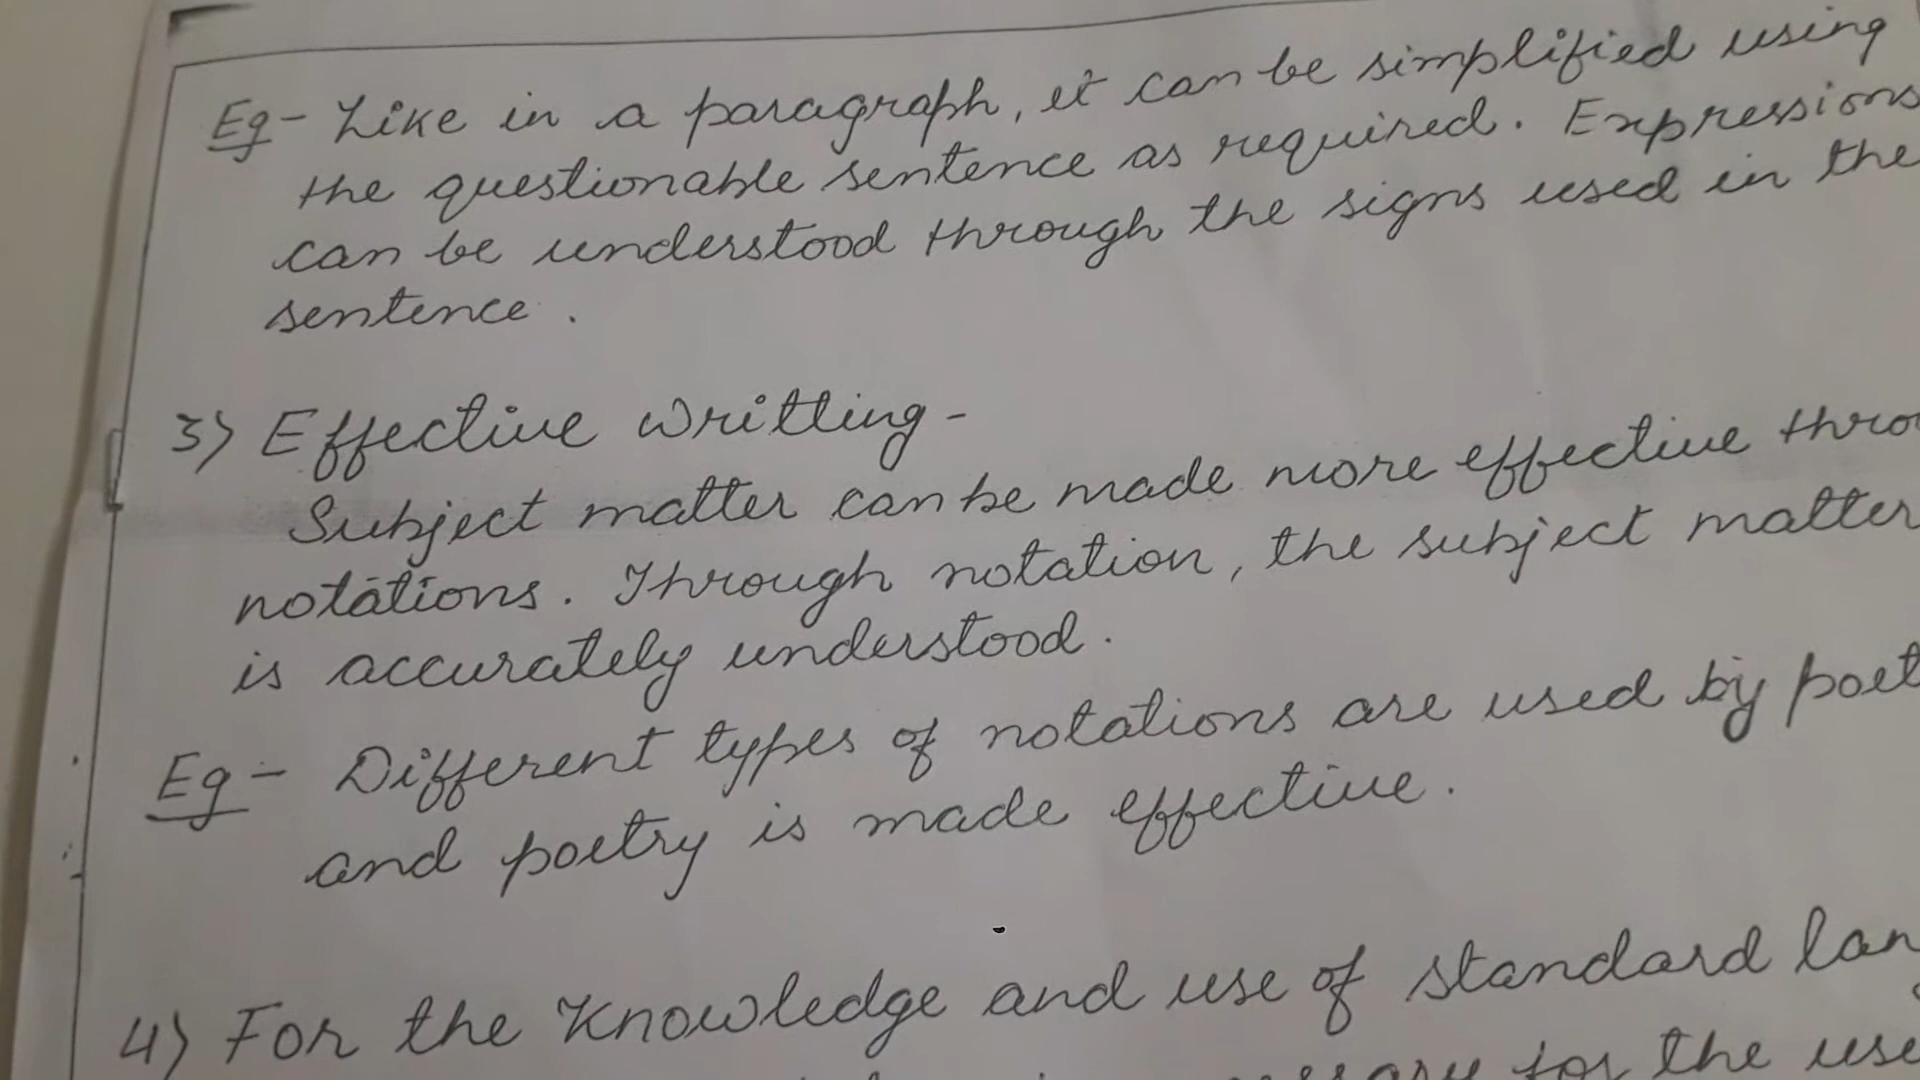 Eg- Like in a paragraph, it can be simplified using
the questionable sentence as required. Expressions
can be understood through the signs used in the
sentence.
3) Effective writting-
Subject matter can be made more effective thro
notations. Through notation, the subject matter
is accurately understood.
Eg- Different types of notations are used by poet
and poetry is made effective.
4) For the Knowledge and use of standard lan
for the use